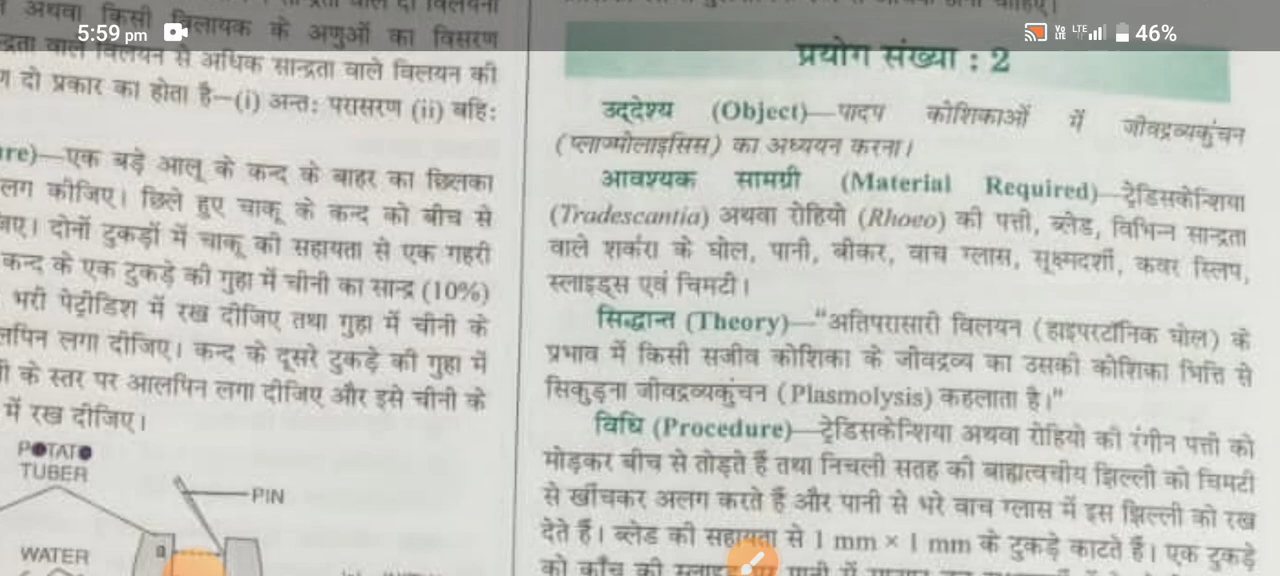 5:59 pm
46%
अथवा किसी विलायक के अणुओं का विसरण
वाले विलयन से अधिक सान्द्रता वाले विलयन की
दो प्रकार का होता है—(i) अन्तः परासरण (ii) बहिः
re)—एक बड़े आलू के कन्द के बाहर का छिलका
लग कीजिए। छिले हुए चाकू के कन्द को बीच से
जिए। दोनों टुकड़ों में चाकू की सहायता से एक गहरी
कन्द के एक टुकड़े की गुहा में चीनी का सान्द्र (10%)
भरी पेट्रीडिश में रख दीजिए तथा गुहा में चीनी के
लपिन लगा दीजिए। कन्द के दूसरे टुकड़े की गुहा में
के स्तर पर आलपिन लगा दीजिए और इसे चीनी के
में रख दीजिए।
POTATO
TUBER
PIN
WATER
a
प्रयोग संख्या : 2
उद्देश्य (Object)—पादप कोशिकाओं में जीवद्रव्यकुंचन
(प्लाज्मोलाइसिस) का अध्ययन करना।
आवश्यक सामग्री (Material Required)—ट्रेडिसकेन्शिया
(Tradescantia) अथवा रोहियो (Rhoeo) की पत्ती, ब्लेड, विभिन्न सान्द्रता
वाले शर्करा के घोल, पानी, बीकर, वाच ग्लास, सूक्ष्मदर्शी, कवर स्लिप,
स्लाइड्स एवं चिमटी।
सिद्धान्त (Theory)—“अतिपरासारी विलयन (हाइपरटॉनिक घोल) के
प्रभाव में किसी सजीव कोशिका के जीवद्रव्य का उसकी कोशिका भित्ति से
सिकुड़ना जीवद्रव्यकुंचन (Plasmolysis) कहलाता है।”
विधि (Procedure)—ट्रेडिसकेन्शिया अथवा रोहियो की रंगीन पत्ती को
मोड़कर बीच से तोड़ते हैं तथा निचली सतह की बाह्यत्वचीय झिल्ली को चिमटी
से खींचकर अलग करते हैं और पानी से भरे वाच ग्लास में इस झिल्ली को रख
देते हैं। ब्लेड की सहायता से 1 mm × 1 mm के टुकड़े काटते हैं। एक टुकड़े
को काँच की स्लाइड पर पानी में